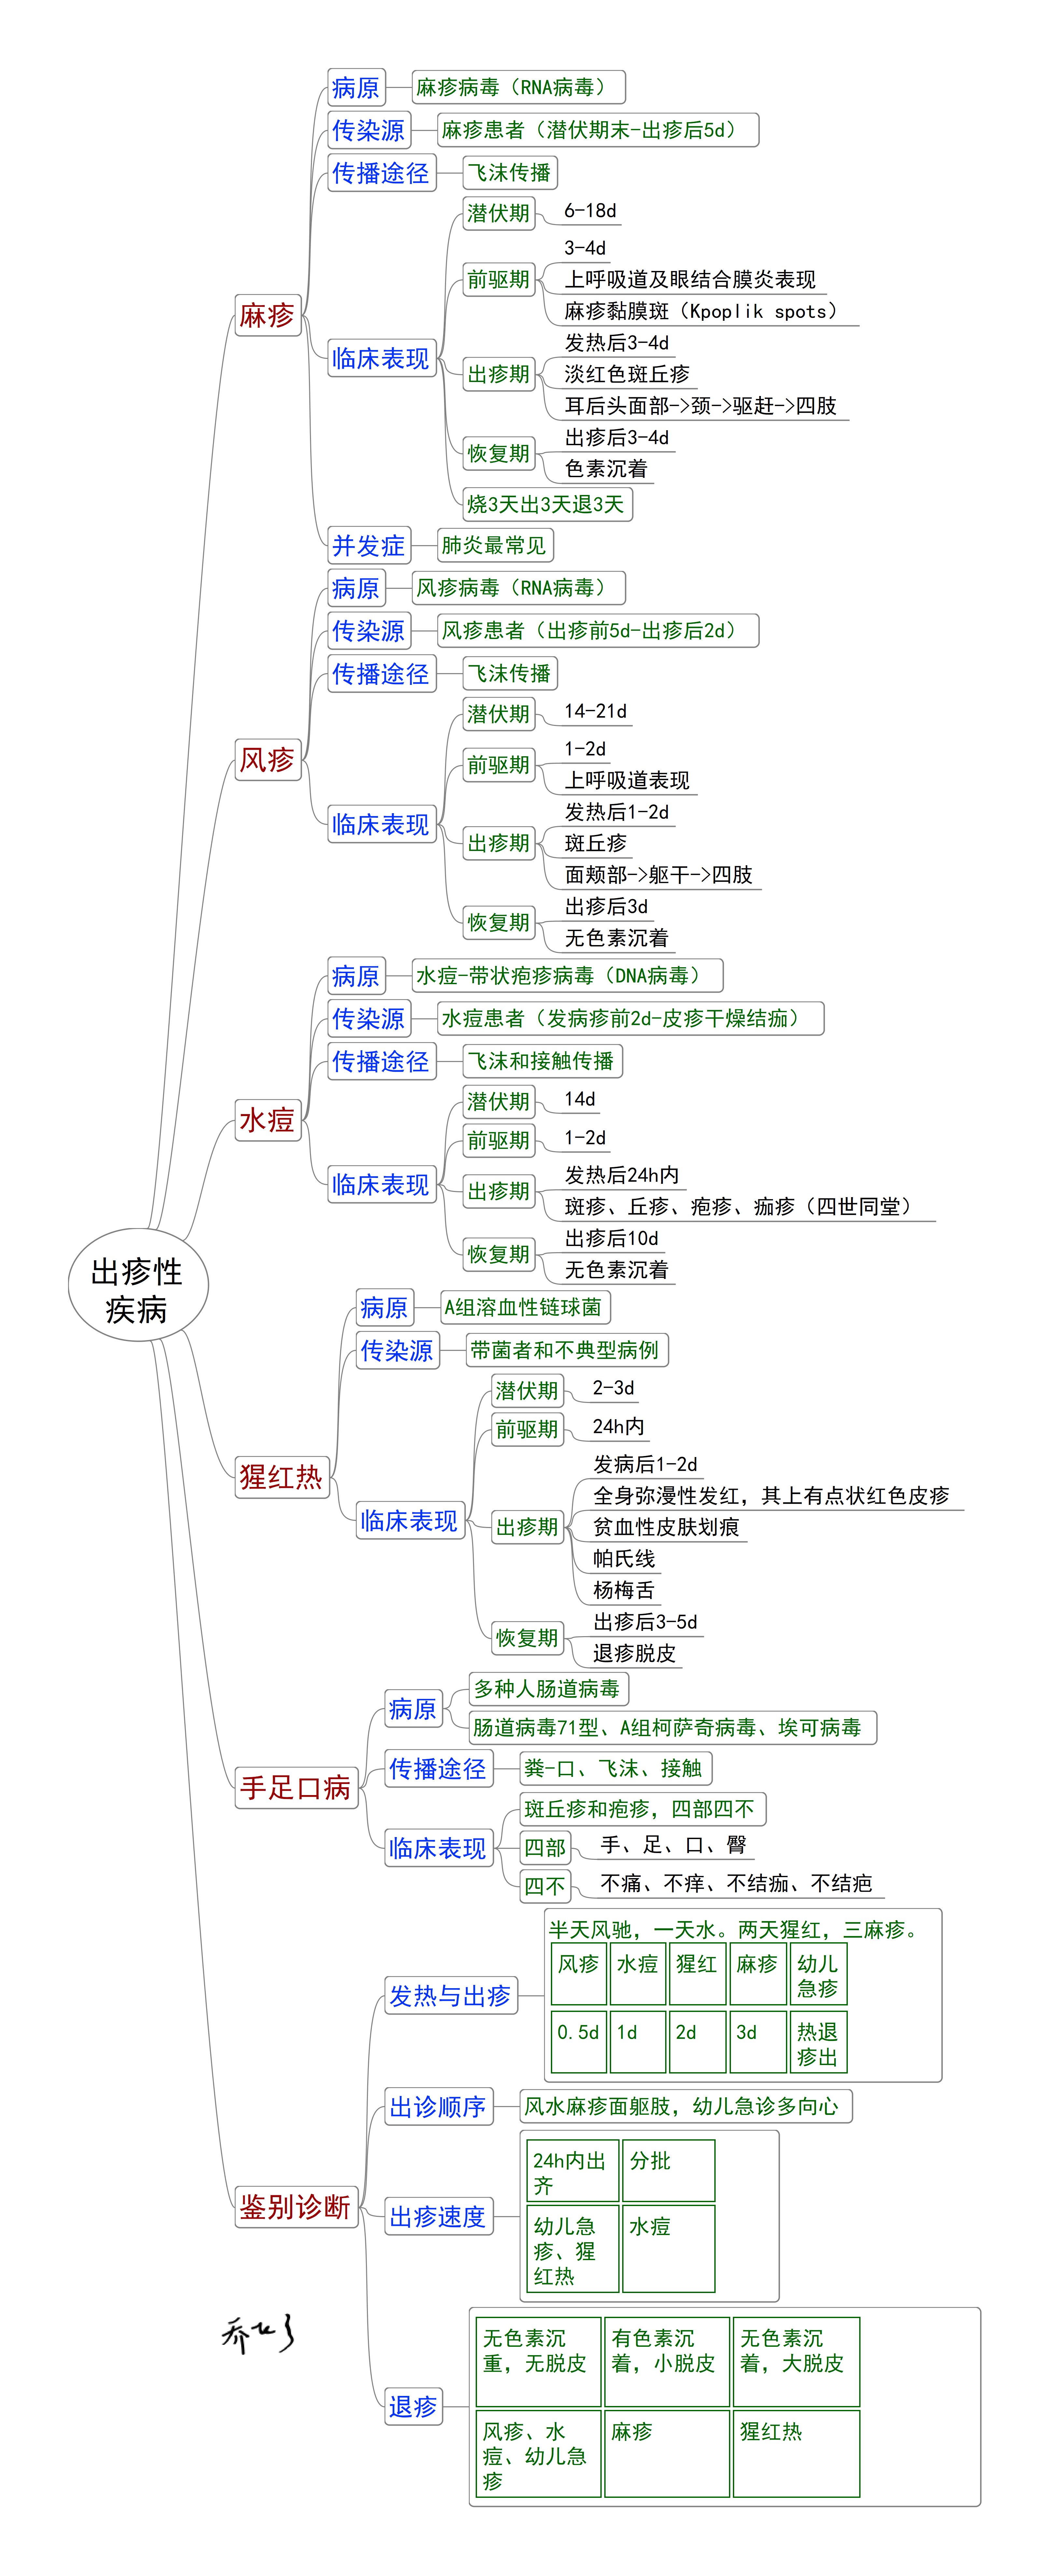 出疹性
疾病
麻疹
病原
麻疹病毒（RNA病毒）
传染源
麻疹患者（潜伏期末-出疹后5d）
传播途径
飞沫传播
临床表现
潜伏期
6-18d
前驱期
3-4d
上呼吸道及眼结合膜炎表现
麻疹黏膜斑（Kpoplik spots）
出疹期
发热后3-4d
淡红色斑丘疹
耳后头面部->颈->驱赶->四肢
恢复期
出疹后3-4d
色素沉着
烧3天出3天退3天
并发症
肺炎最常见
风疹
病原
风疹病毒（RNA病毒）
传染源
风疹患者（出疹前5d-出疹后2d）
传播途径
飞沫传播
临床表现
潜伏期
14-21d
前驱期
1-2d
上呼吸道表现
出疹期
发热后1-2d
斑丘疹
面颊部->躯干->四肢
恢复期
出疹后3d
无色素沉着
水痘
病原
水痘-带状疱疹病毒（DNA病毒）
传染源
水痘患者（发病疹前2d-皮疹干燥结痂）
传播途径
飞沫和接触传播
临床表现
潜伏期
14d
前驱期
1-2d
出疹期
发热后24h内
斑疹、丘疹、疱疹、痂疹（四世同堂）
恢复期
出疹后10d
无色素沉着
猩红热
病原
A组溶血性链球菌
传染源
带菌者和不典型病例
临床表现
潜伏期
2-3d
前驱期
24h内
出疹期
发病后1-2d
全身弥漫性发红，其上有点状红色皮疹
贫血性皮肤划痕
帕氏线
杨梅舌
恢复期
出疹后3-5d
退疹脱皮
手足口病
病原
多种人肠道病毒
肠道病毒71型、A组柯萨奇病毒、埃可病毒
传播途径
粪-口、飞沫、接触
临床表现
斑丘疹和疱疹，四部四不
四部
手、足、口、臀
四不
不痛、不痒、不结痂、不结疤
鉴别诊断
发热与出疹
半天风驰，一天水。两天猩红，三麻疹。
风疹 水痘 猩红 麻疹 幼儿
急疹
0.5d 1d 2d 3d 热退
疹出
出诊顺序
风水麻疹面躯肢，幼儿急诊多向心
出疹速度
24h内出 分批
齐
幼儿急 水痘
疹、猩
红热
退疹
无色素沉 有色素沉 无色素沉
重，无脱皮 着，小脱皮 着，大脱皮
风疹、水 麻疹 猩红热
痘、幼儿急
疹